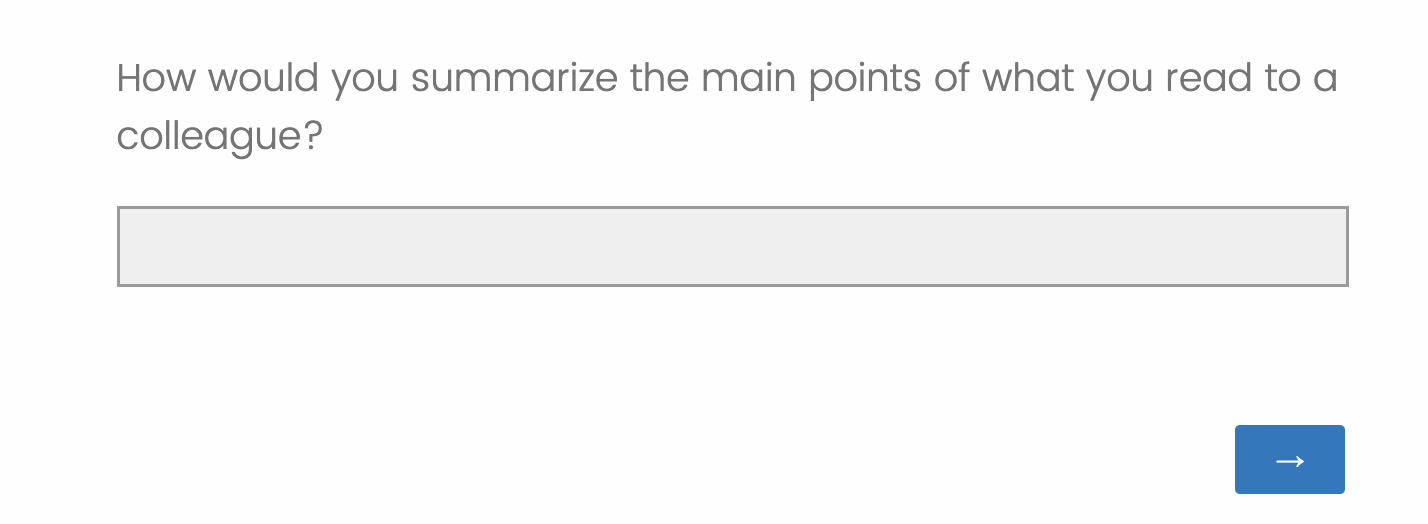 How would you summarize the main points of what you read to a
colleague?
→